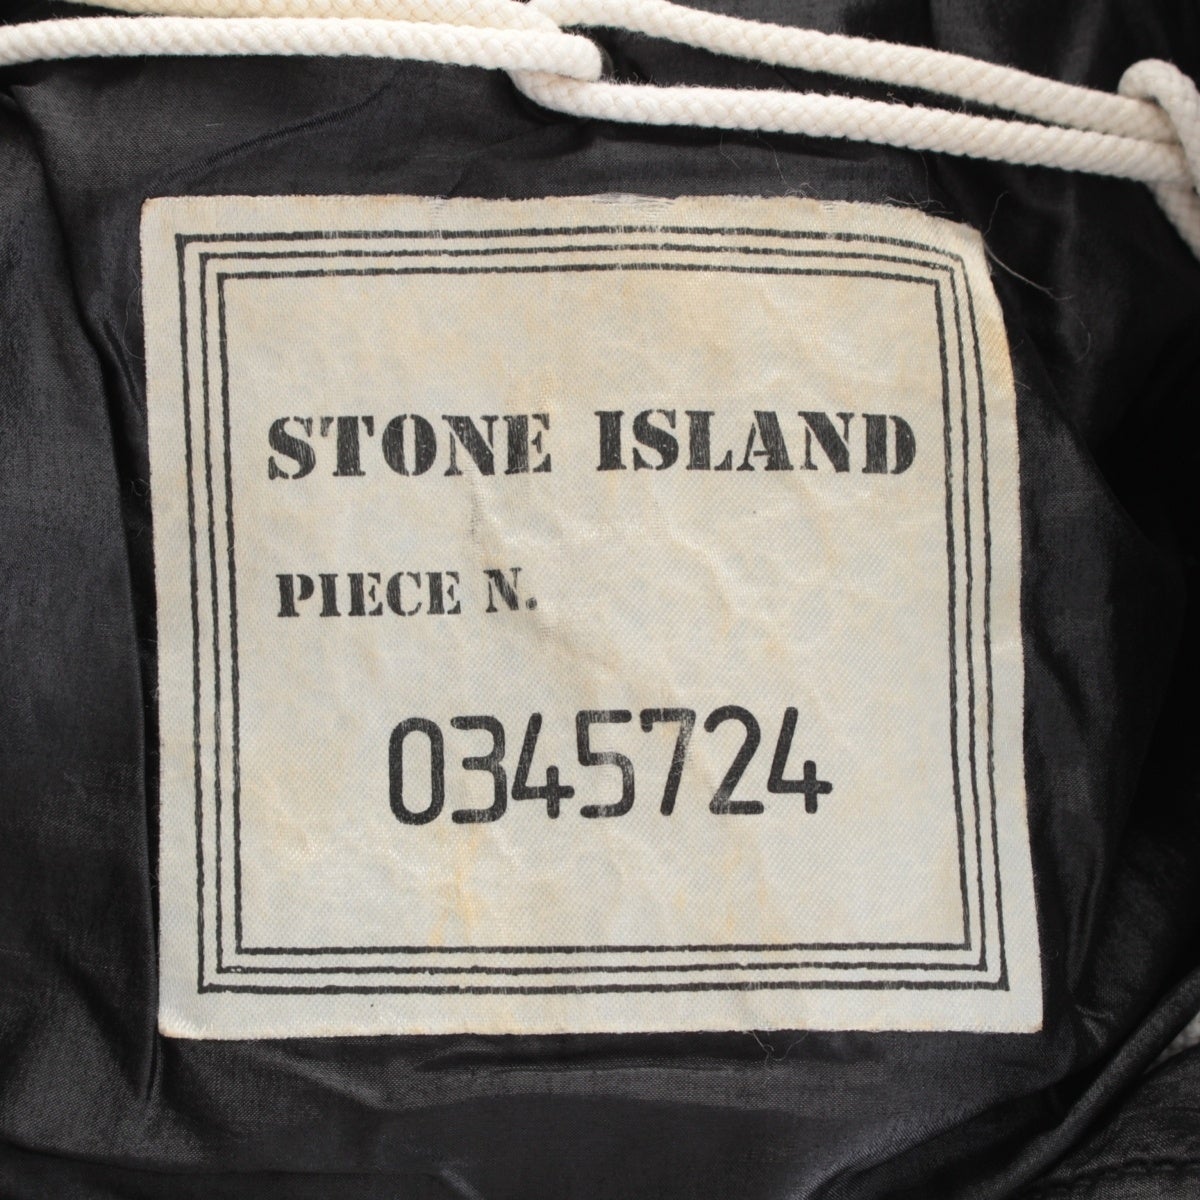 STONE ISLAND
PIECE N.
0345724